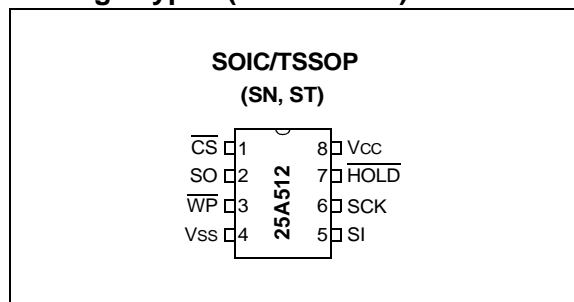 SOIC/TSSOP
(SN, ST)
CS 1 8 VCC
SO 2 7 HOLD
WP 3 6 SCK
VSS 4 5 SI
25A512